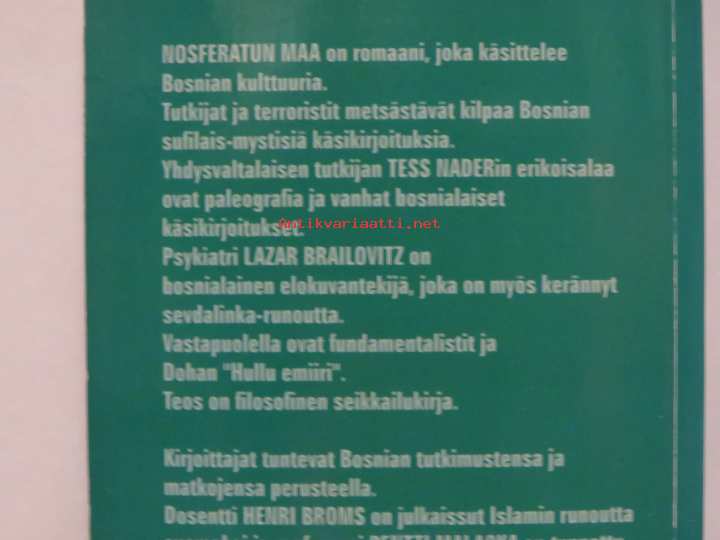 NOSFERATUN MAA on romaani, joka käsittelee
Bosnian kulttuuria.
Tutkijat ja terroristit metsästävät kilpaa Bosnian
sufilais-mystisiä käsikirjoituksia.
Yhdysvaltalaisen tutkijan TESS NADERin erikoisalaa
ovat paleografia ja vanhat bosnialaiset
käsikirjoitukset.
Antikvariaatti.net
Psykiatri LAZAR BRAILOVITZ on
bosnialainen elokuvantekijä, joka on myös kerännyt
sevdalinka-runoutta.
Vastapuolella ovat fundamentalistit ja
Dohan "Hullu emiiri".
Teos on filosofinen seikkailukirja.
Kirjoittajat tuntevat Bosnian tutkimustensa ja
matkojensa perusteella.
Dosentti HENRI BROMS on julkaissut Islamin runoutta